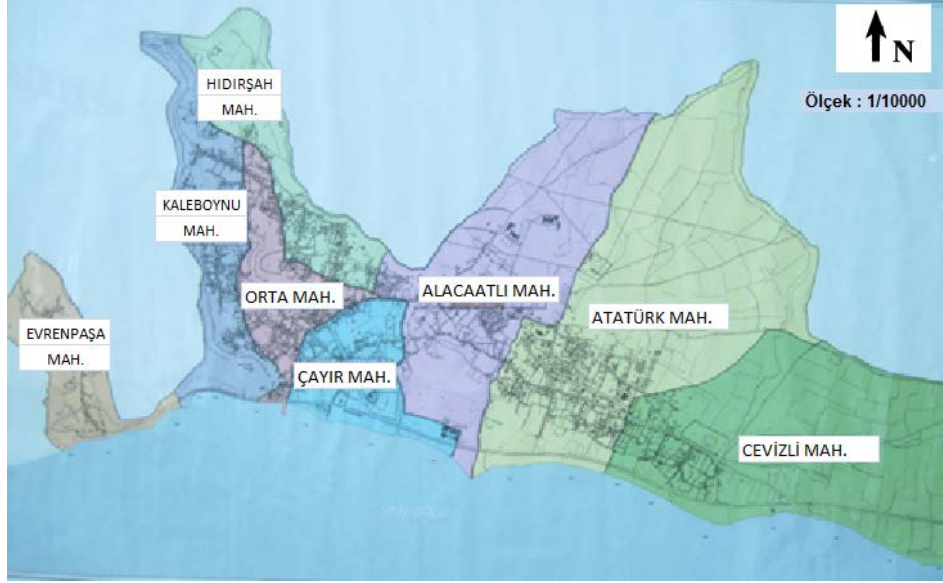 N
Ölçek : 1/10000
HIDIRŞAH
MAH.
KALEBOYNU
MAH.
ORTA MAH.
ALACAATLI MAH.
ATATÜRK MAH.
EVRENPAŞA
MAH.
ÇAYIR MAH.
CEVİZLİ MAH.